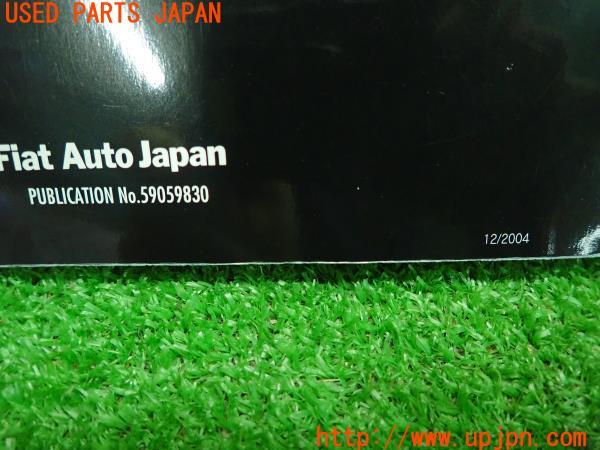 USED PARTS JAPAN
Fiat Auto Japan
PUBLICATION No.59059830
12/2004
http://www.upjpn.com/